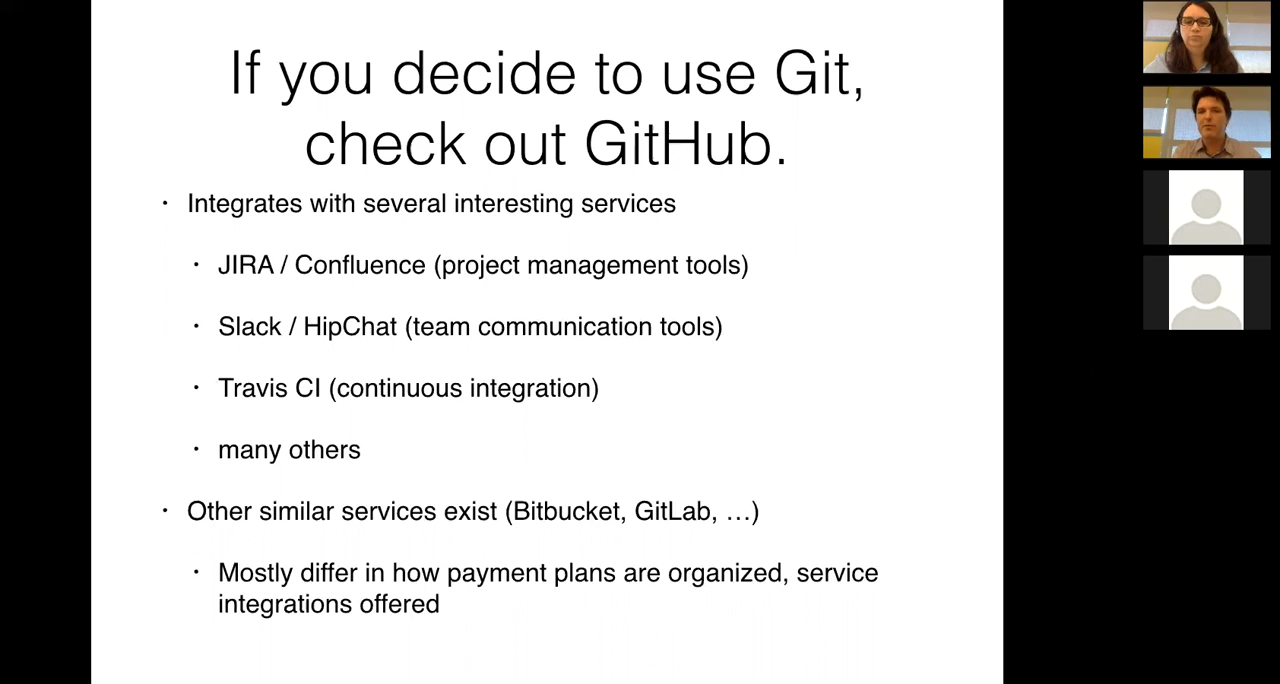 If you decide to use Git,
check out GitHub.
• Integrates with several interesting services
• JIRA / Confluence (project management tools)
• Slack / HipChat (team communication tools)
• Travis CI (continuous integration)
• many others
• Other similar services exist (Bitbucket, GitLab, …)
• Mostly differ in how payment plans are organized, service
integrations offered